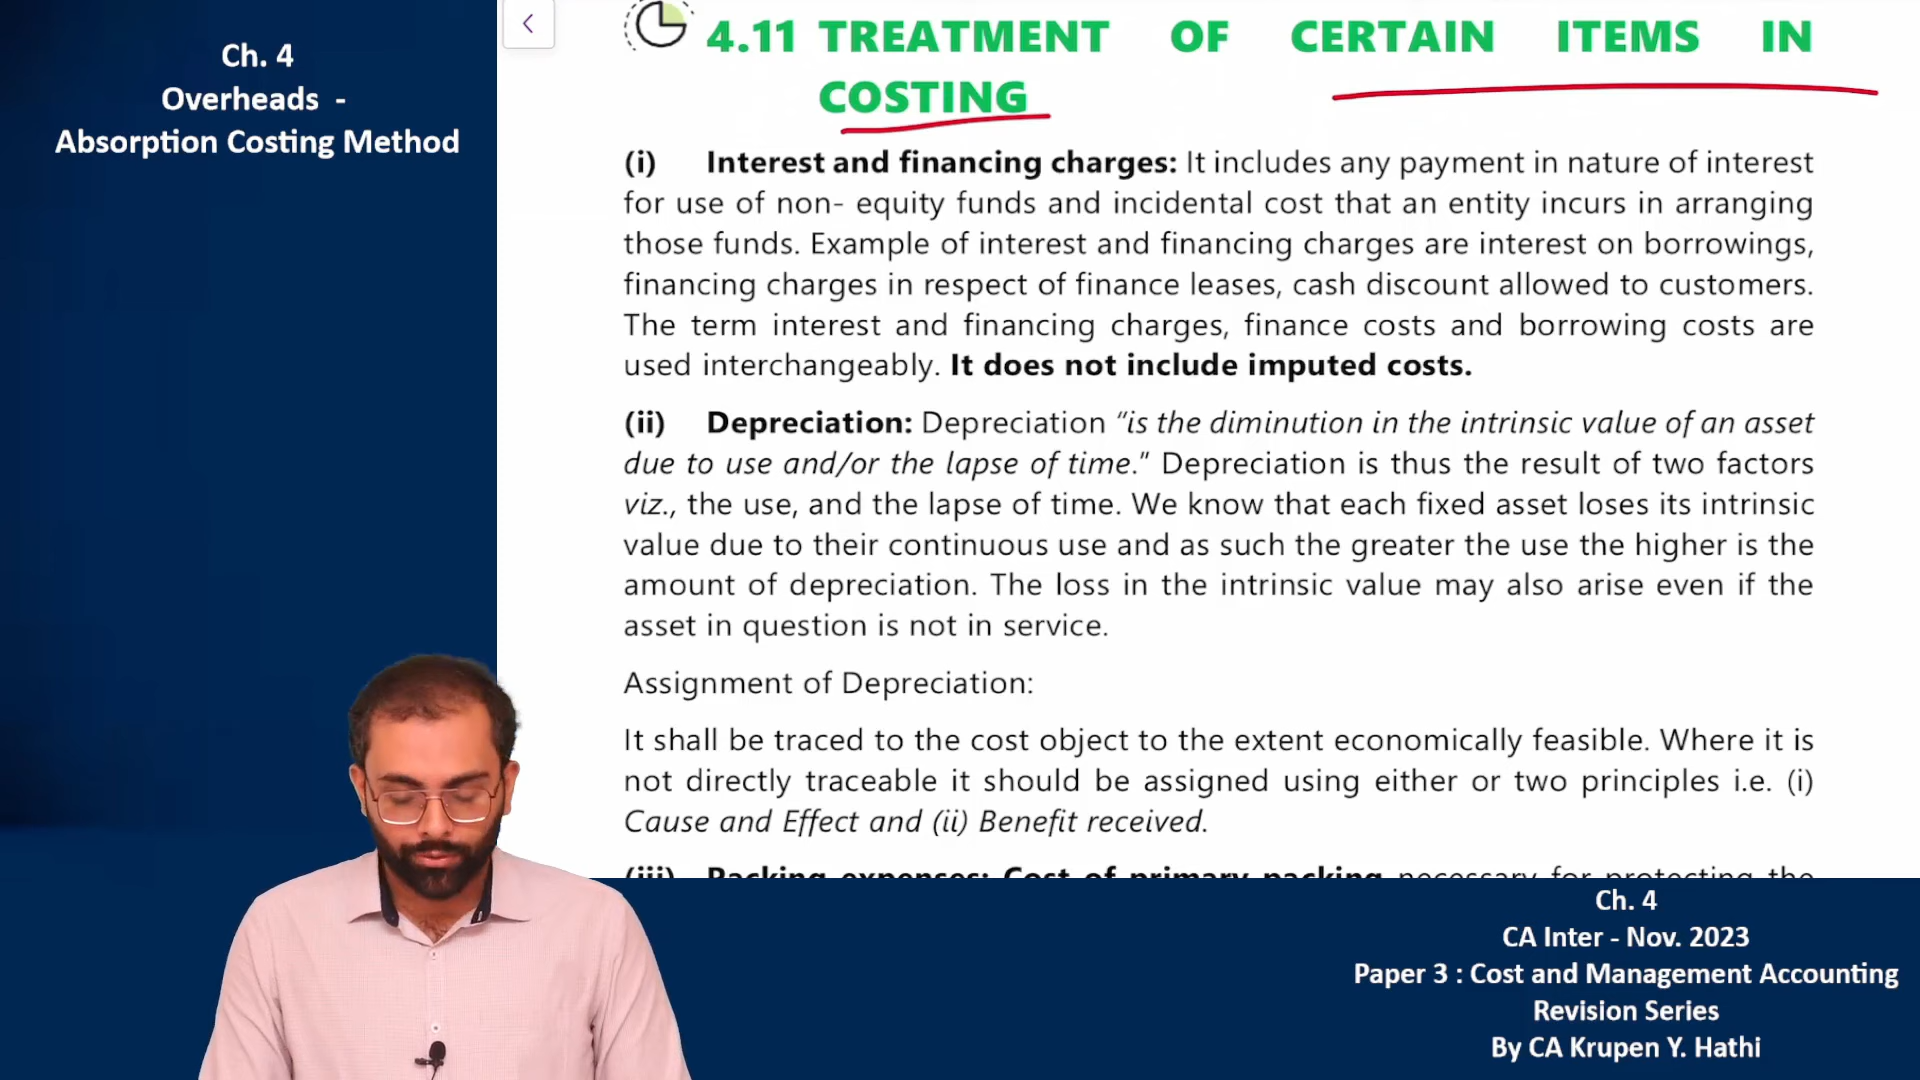 Ch. 4
Overheads -
Absorption Costing Method
4.11 TREATMENT OF CERTAIN ITEMS IN
COSTING
(i) Interest and financing charges: It includes any payment in nature of interest
for use of non- equity funds and incidental cost that an entity incurs in arranging
those funds. Example of interest and financing charges are interest on borrowings,
financing charges in respect of finance leases, cash discount allowed to customers.
The term interest and financing charges, finance costs and borrowing costs are
used interchangeably. It does not include imputed costs.
(ii) Depreciation: Depreciation “is the diminution in the intrinsic value of an asset
due to use and/or the lapse of time.” Depreciation is thus the result of two factors
viz., the use, and the lapse of time. We know that each fixed asset loses its intrinsic
value due to their continuous use and as such the greater the use the higher is the
amount of depreciation. The loss in the intrinsic value may also arise even if the
asset in question is not in service.
Assignment of Depreciation:
It shall be traced to the cost object to the extent economically feasible. Where it is
not directly traceable it should be assigned using either or two principles i.e. (i)
Cause and Effect and (ii) Benefit received.
(iii) Packing expenses: Cost of primary packing necessary for protecting the
Ch. 4
CA Inter - Nov. 2023
Paper 3 : Cost and Management Accounting
Revision Series
By CA Krupen Y. Hathi